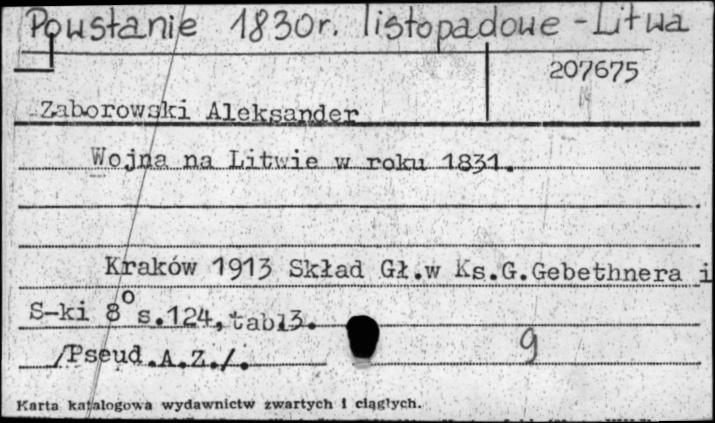 Powstanie 1830r. listopadowe - Litwa
207675
Zaborowski Aleksander
Wojna na Litwie w roku 1831.
Kraków 1913 Skład Gł.w Ks.G.Gebethnera i
S-ki 8° s.124,tabl3.
/Pseud.A.Z./.
9
Karta katalogowa wydawnictw zwartych i ciągłych.